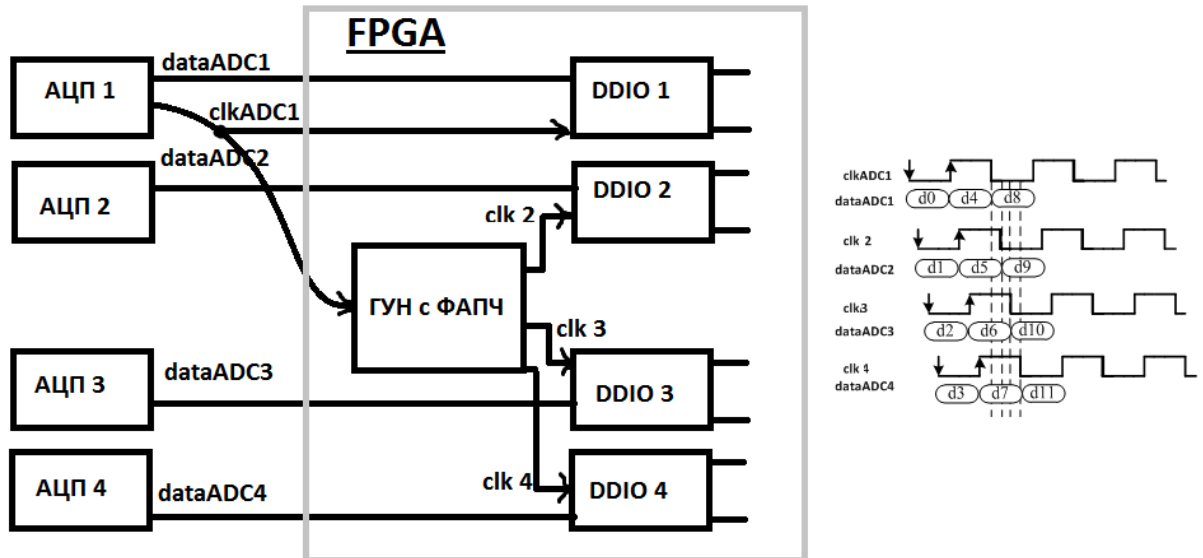 FPGA
АЦП 1
dataADC1
DDIO 1
clkADC1
АЦП 2
dataADC2
DDIO 2
clk 2
ГУН с ФАПЧ
clk 3
АЦП 3
dataADC3
DDIO 3
АЦП 4
dataADC4
clk 4
DDIO 4
clkADC1
dataADC1 d0 d4 d8
clk 2
dataADC2 d1 d5 d9
clk3
dataADC3 d2 d6 d10
clk 4
dataADC4 d3 d7 d11